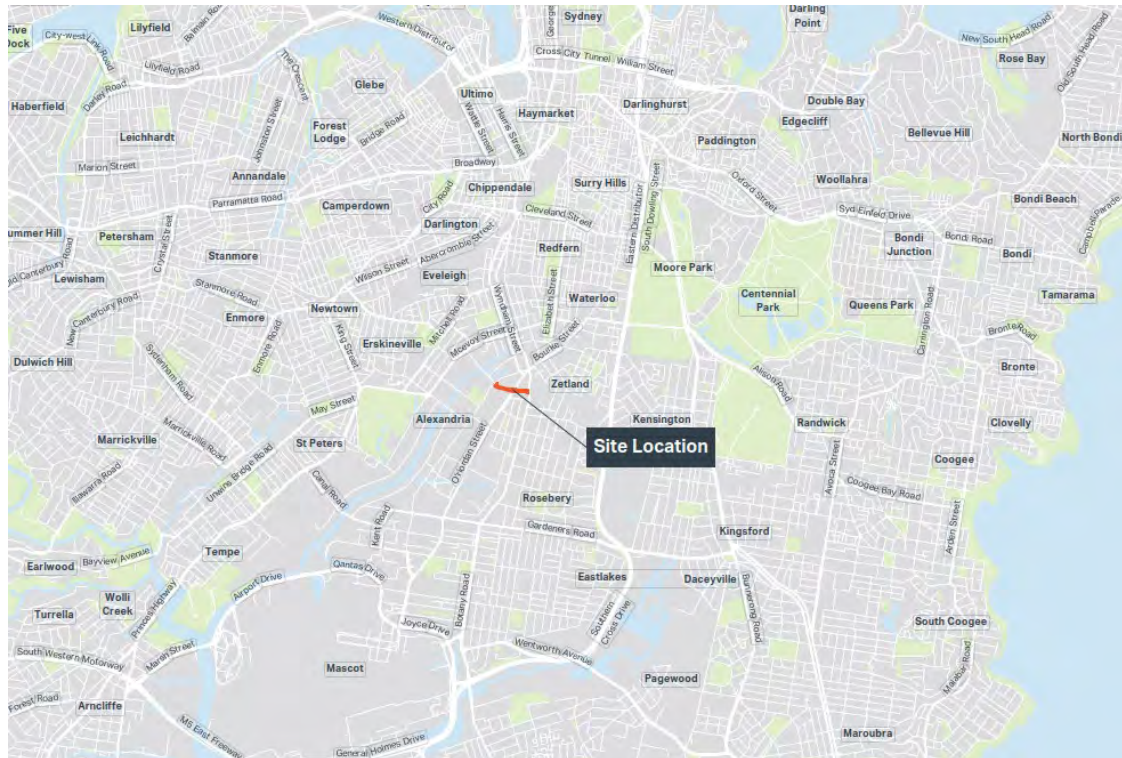 Five
Dock
City-west Link Road
Lilyfield
Balmain Road
Western Distributor
Sydney
George
Darling
Point
New South Head Road
Rose Bay
Old South Head Road
Cross City Tunnel
William Street
Lilyfield Road
The Crescent
Glebe
Haberfield
Darley Road
Ultimo
Wattle Street
Harris Street
Haymarket
Darlinghurst
Double Bay
Edgecliff
Bellevue Hill
North Bondi
Leichhardt
Johnston Street
Forest
Lodge
Bridge Road
Paddington
Marion Street
Annandale
Broadway
Chippendale
Surry Hills
Oxford Street
Woollahra
Parramatta Road
Camperdown
City Road
Cleveland Street
Eastern Distributor
South Dowling Street
Syd Einfeld Drive
Bondi Beach
Campbell Parade
ummer Hill
Petersham
Crystal Street
Stanmore
Darlington
Abercrombie Street
Redfern
Bondi
Junction
Bondi Road
Bondi
Old Canterbury Road
Lewisham
Wilson Street
Eveleigh
Moore Park
Stanmore Road
New Canterbury Road
Enmore
Newtown
Mitchell Road
Wyndham Street
Elizabeth Street
Waterloo
Centennial
Park
Queens Park
Carrington Road
Tamarama
Bronte Road
King Street
Erskineville
Mcevoy Street
Bourke Street
Dulwich Hill
Sydenham Road
Enmore Road
Zetland
Alison Road
Bronte
May Street
Alexandria
Kensington
Randwick
Clovelly
Marrickville
Marrickville Road
St Peters
Site Location
Illawarra Road
Unwins Bridge Road
O'Riordan Street
Avoca Street
Coogee
Canal Road
Coogee Bay Road
Rosebery
Kent Road
Gardeners Road
Kingsford
Arden Street
Earlwood
Bayview Avenue
Tempe
Qantas Drive
Airport Drive
Eastlakes
Daceyville
Turrella
Wolli
Creek
Princes Highway
Botany Road
Joyce Drive
Southern
Cross Drive
Bunnerong Road
South Coogee
South Western Motorway
Marsh Street
Mascot
Wentworth Avenue
Pagewood
Malabar Road
Forest Road
Arncliffe
M5 East Freeway
General Holmes Drive
Maroubra